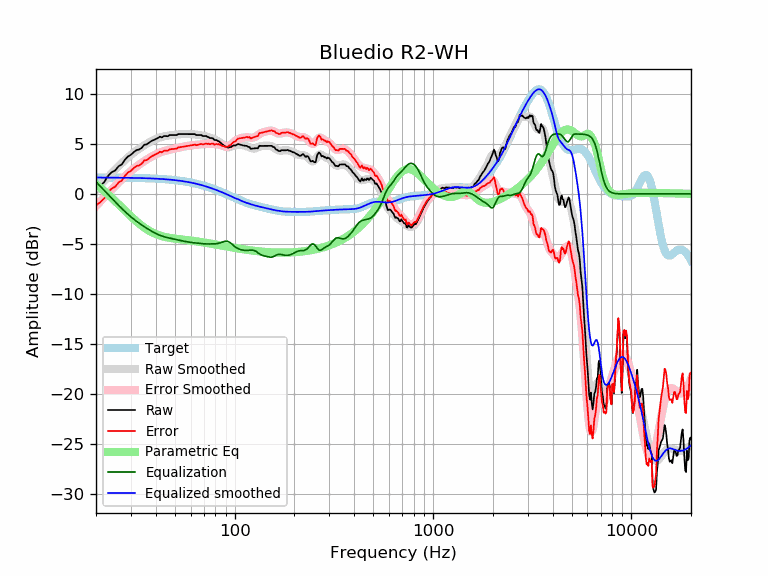 Bluedio R2-WH
10
5
0
−5
−10
−15
−20
−25
−30
Amplitude (dBr)
Target
Raw Smoothed
Error Smoothed
Raw
Error
Parametric Eq
Equalization
Equalized smoothed
100
1000
10000
Frequency (Hz)